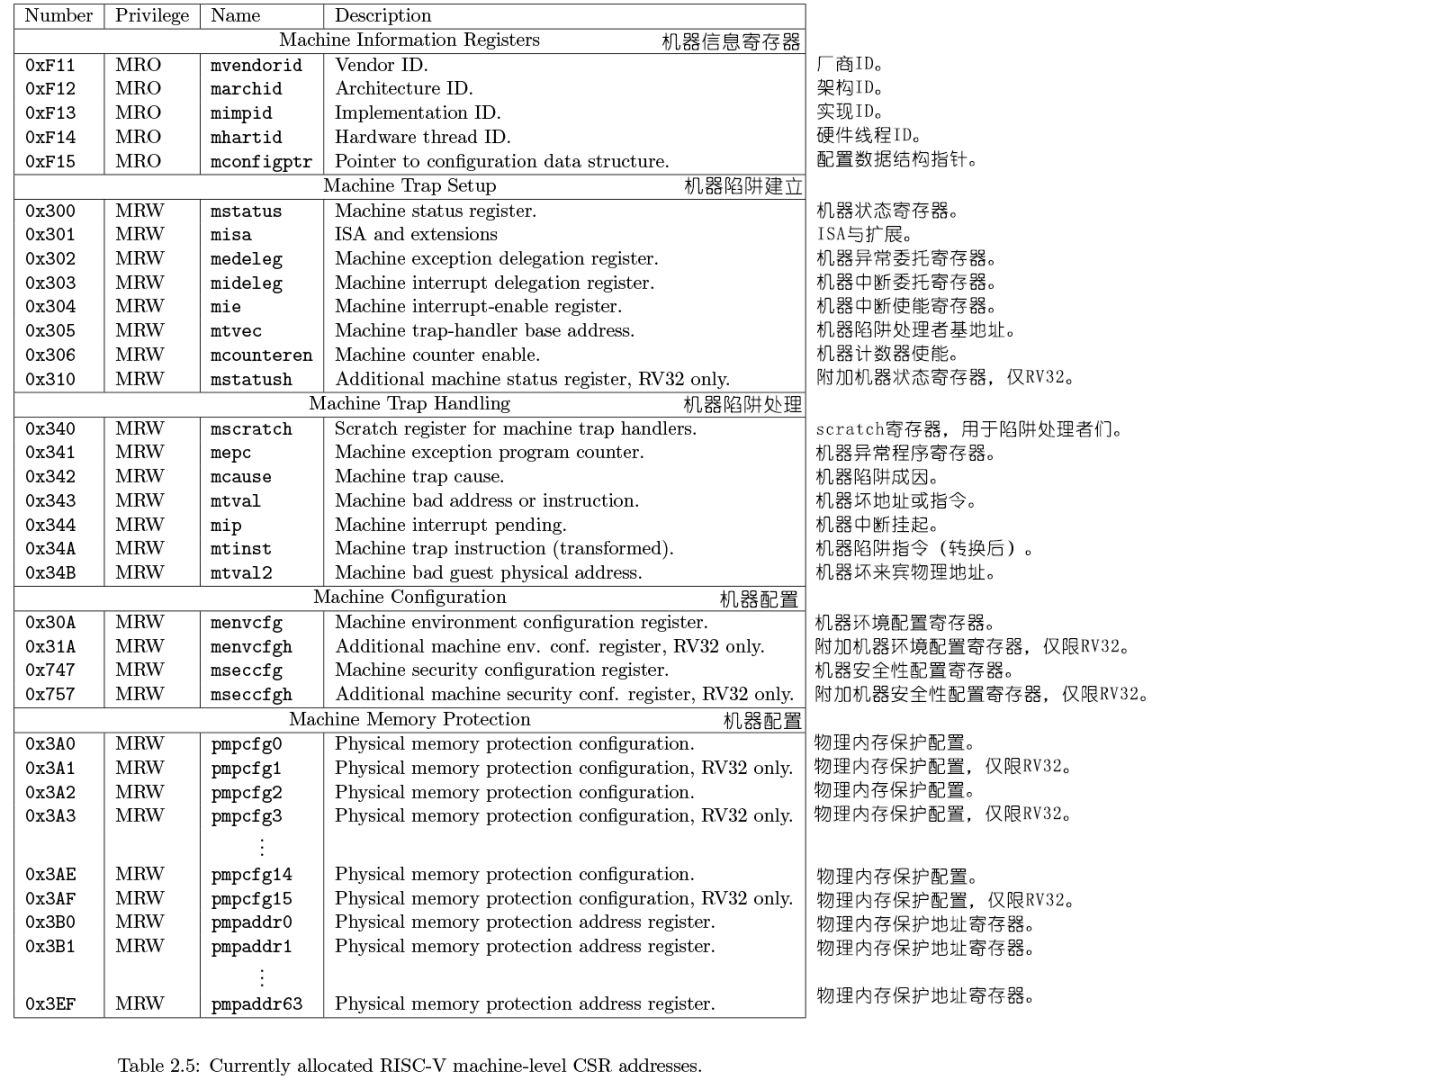 Number Privilege Name Description
Machine Information Registers 机器信息寄存器
0xF11 MRO mvendorid Vendor ID. 厂商ID。
0xF12 MRO marchid Architecture ID. 架构ID。
0xF13 MRO mimpid Implementation ID. 实现ID。
0xF14 MRO mhartid Hardware thread ID. 硬件线程ID。
0xF15 MRO mconfigptr Pointer to configuration data structure. 配置数据结构指针。
Machine Trap Setup 机器陷阱建立
0x300 MRW mstatus Machine status register. 机器状态寄存器。
0x301 MRW misa ISA and extensions ISA与扩展。
0x302 MRW medeleg Machine exception delegation register. 机器异常委托寄存器。
0x303 MRW mideleg Machine interrupt delegation register. 机器中断委托寄存器。
0x304 MRW mie Machine interrupt-enable register. 机器中断使能寄存器。
0x305 MRW mtvec Machine trap-handler base address. 机器陷阱处理者基地址。
0x306 MRW mcounteren Machine counter enable. 机器计数器使能。
0x310 MRW mstatush Additional machine status register, RV32 only. 附加机器状态寄存器，仅RV32。
Machine Trap Handling 机器陷阱处理
0x340 MRW mscratch Scratch register for machine trap handlers. scratch寄存器，用于陷阱处理者们。
0x341 MRW mepc Machine exception program counter. 机器异常程序寄存器。
0x342 MRW mcause Machine trap cause. 机器陷阱成因。
0x343 MRW mtval Machine bad address or instruction. 机器坏地址或指令。
0x344 MRW mip Machine interrupt pending. 机器中断挂起。
0x34A MRW mtinst Machine trap instruction (transformed). 机器陷阱指令（转换后）。
0x34B MRW mtval2 Machine bad guest physical address. 机器坏来宾物理地址。
Machine Configuration 机器配置
0x30A MRW menvcfg Machine environment configuration register. 机器环境配置寄存器。
0x31A MRW menvcfgh Additional machine env. conf. register, RV32 only. 附加机器环境配置寄存器，仅限RV32。
0x747 MRW mseccfg Machine security configuration register. 机器安全性配置寄存器。
0x757 MRW mseccfgh Additional machine security conf. register, RV32 only. 附加机器安全性配置寄存器，仅限RV32。
Machine Memory Protection 机器配置
0x3A0 MRW pmpcfg0 Physical memory protection configuration. 物理内存保护配置。
0x3A1 MRW pmpcfg1 Physical memory protection configuration, RV32 only. 物理内存保护配置，仅限RV32。
0x3A2 MRW pmpcfg2 Physical memory protection configuration. 物理内存保护配置。
0x3A3 MRW pmpcfg3 Physical memory protection configuration, RV32 only. 物理内存保护配置，仅限RV32。
⋮
0x3AE MRW pmpcfg14 Physical memory protection configuration. 物理内存保护配置。
0x3AF MRW pmpcfg15 Physical memory protection configuration, RV32 only. 物理内存保护配置，仅限RV32。
0x3B0 MRW pmpaddr0 Physical memory protection address register. 物理内存保护地址寄存器。
0x3B1 MRW pmpaddr1 Physical memory protection address register. 物理内存保护地址寄存器。
⋮
0x3EF MRW pmpaddr63 Physical memory protection address register. 物理内存保护地址寄存器。
Table 2.5: Currently allocated RISC-V machine-level CSR addresses.